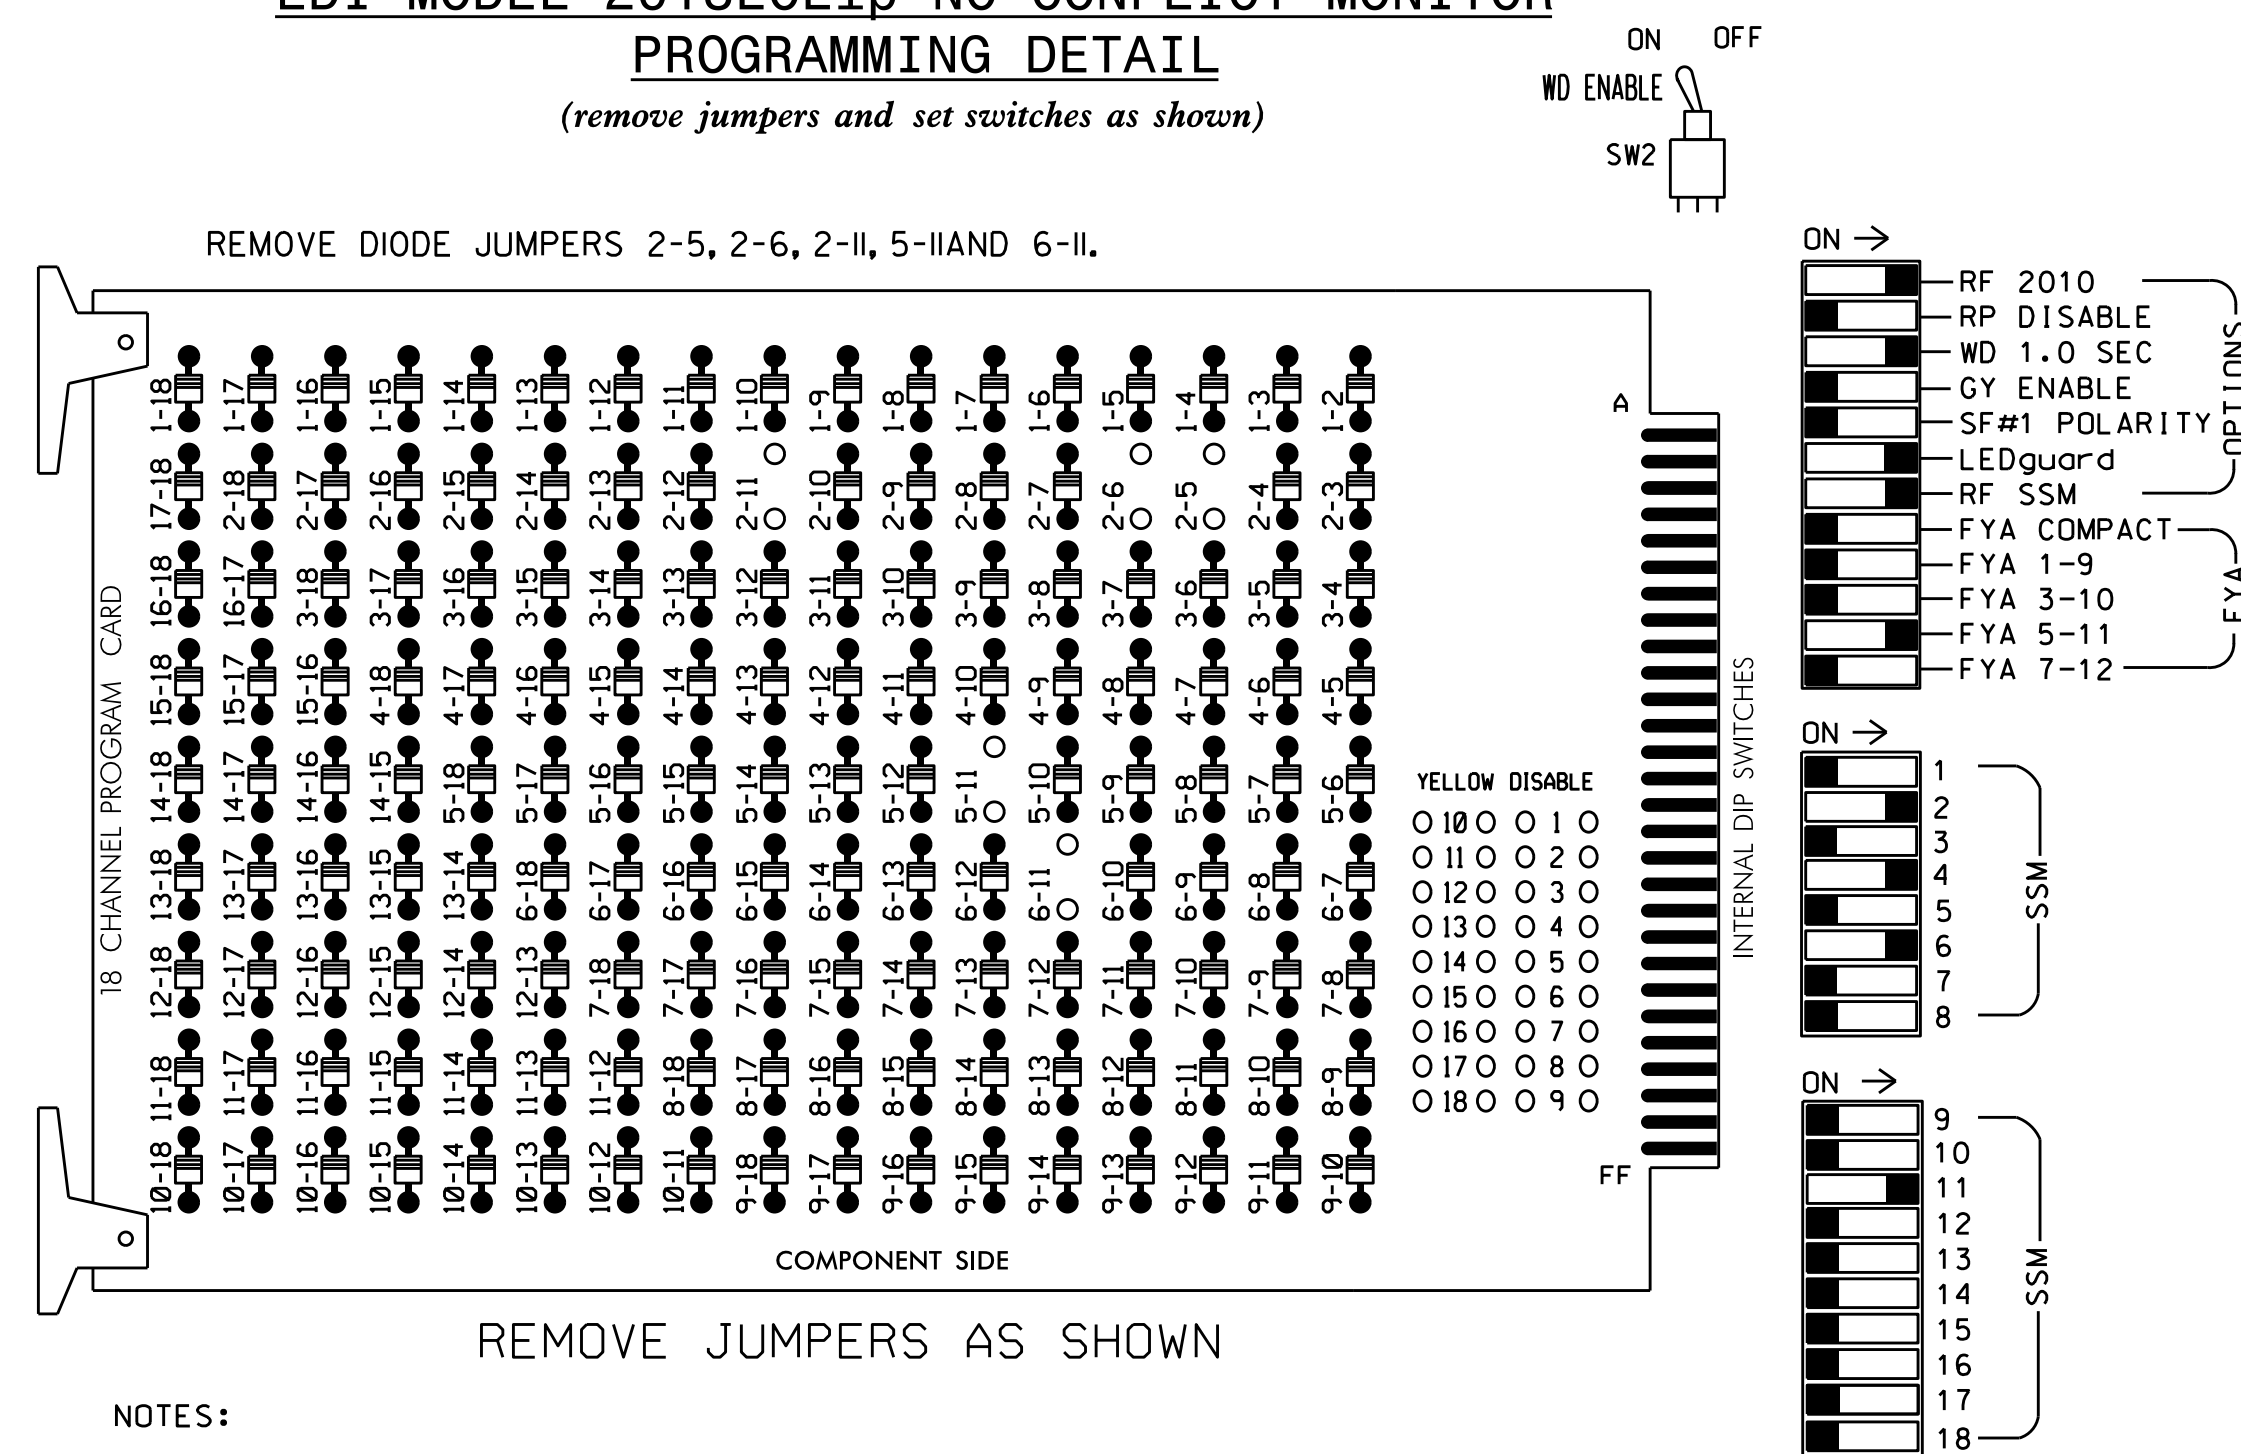 PROGRAMMING DETAIL
(remove jumpers and set switches as shown)
ON OFF
WD ENABLE
SW2
REMOVE DIODE JUMPERS 2-5, 2-6, 2-11, 5-11AND 6-11.
1-18 1-17 1-16 1-15 1-14 1-13 1-12 1-11 1-10 1-9 1-8 1-7 1-6 1-5 1-4 1-3 1-2
17-18 2-18 2-17 2-16 2-15 2-14 2-13 2-12 2-11 2-10 2-9 2-8 2-7 2-6 2-5 2-4 2-3
16-18 16-17 3-18 3-17 3-16 3-15 3-14 3-13 3-12 3-11 3-10 3-9 3-8 3-7 3-6 3-5 3-4
15-18 15-17 15-16 4-18 4-17 4-16 4-15 4-14 4-13 4-12 4-11 4-10 4-9 4-8 4-7 4-6 4-5
14-18 14-17 14-16 14-15 5-18 5-17 5-16 5-15 5-14 5-13 5-12 5-11 5-10 5-9 5-8 5-7 5-6
13-18 13-17 13-16 13-15 13-14 6-18 6-17 6-16 6-15 6-14 6-13 6-12 6-11 6-10 6-9 6-8 6-7
12-18 12-17 12-16 12-15 12-14 12-13 7-18 7-17 7-16 7-15 7-14 7-13 7-12 7-11 7-10 7-9 7-8
11-18 11-17 11-16 11-15 11-14 11-13 11-12 8-18 8-17 8-16 8-15 8-14 8-13 8-12 8-11 8-10 8-9
10-18 10-17 10-16 10-15 10-14 10-13 10-12 10-11 9-18 9-17 9-16 9-15 9-14 9-13 9-12 9-11 9-10
18 CHANNEL PROGRAM CARD
COMPONENT SIDE
YELLOW DISABLE
10 1
11 2
12 3
13 4
14 5
15 6
16 7
17 8
18 9
A
FF
INTERNAL DIP SWITCHES
ON
RF 2010
RP DISABLE
WD 1.0 SEC
GY ENABLE
SF#1 POLARITY
LEDguard
RF SSM
OPTIONS
FYA COMPACT
FYA 1-9
FYA 3-10
FYA 5-11
FYA 7-12
FYA
ON
1
2
3
4
5
6
7
8
SSM
ON
9
10
11
12
13
14
15
16
17
18
SSM
REMOVE JUMPERS AS SHOWN
NOTES: